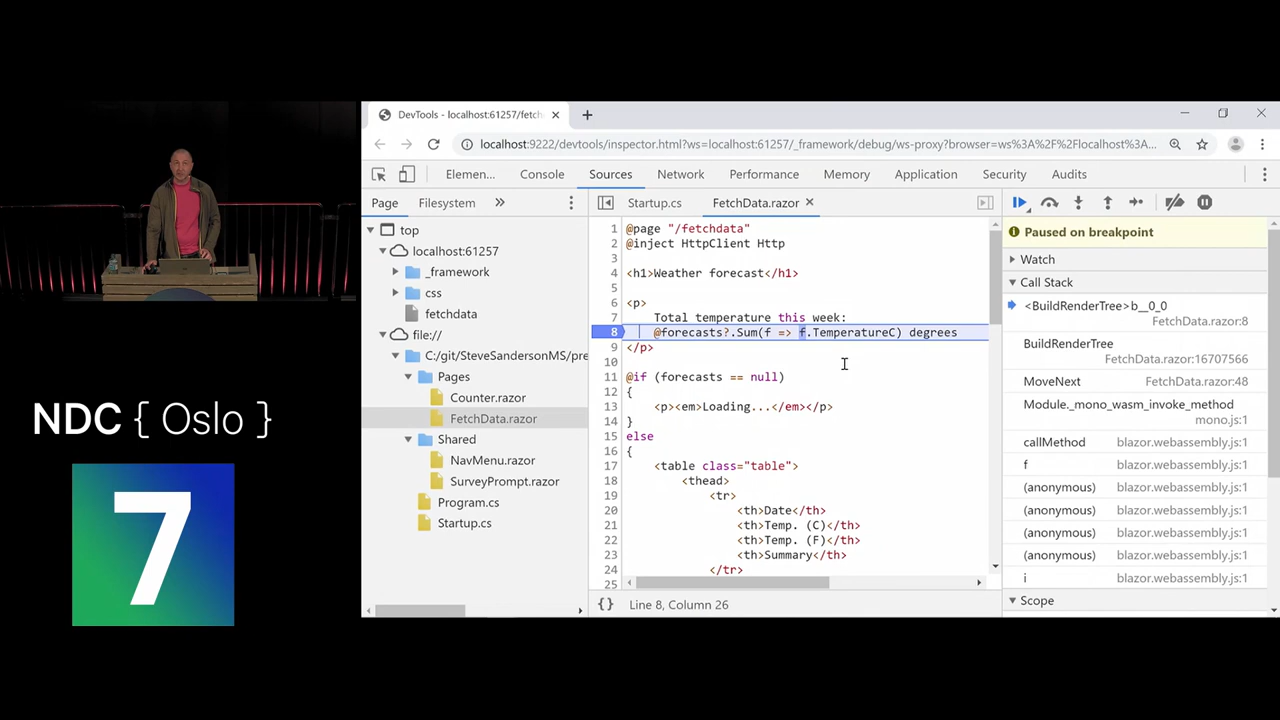 NDC { Oslo }
7
DevTools - localhost:61257/fetch
localhost:9222/devtools/inspector.html?ws=localhost:61257/_framework/debug/ws-proxy?browser=ws%3A%2F%2Flocalhost%3A...
Elemen... Console Sources Network Performance Memory Application Security Audits
Page Filesystem »
top
localhost:61257
_framework
css
fetchdata
file://
C:/git/SteveSandersonMS/pre
Pages
Counter.razor
FetchData.razor
Shared
NavMenu.razor
SurveyPrompt.razor
Program.cs
Startup.cs
Startup.cs FetchData.razor
1 @page "/fetchdata"
2 @inject HttpClient Http
3
4 <h1>Weather forecast</h1>
5
6 <p>
7 Total temperature this week:
8 @forecasts?.Sum(f => f.TemperatureC) degrees
9 </p>
10
11 @if (forecasts == null)
12 {
13 <p><em>Loading...</em></p>
14 }
15 else
16 {
17 <table class="table">
18 <thead>
19 <tr>
20 <th>Date</th>
21 <th>Temp. (C)</th>
22 <th>Temp. (F)</th>
23 <th>Summary</th>
24 </tr>
25
{} Line 8, Column 26
Paused on breakpoint
Watch
Call Stack
<BuildRenderTree>b__0_0
FetchData.razor:8
BuildRenderTree
FetchData.razor:16707566
MoveNext FetchData.razor:48
Module._mono_wasm_invoke_method
mono.js:1
callMethod blazor.webassembly.js:1
f blazor.webassembly.js:1
(anonymous) blazor.webassembly.js:1
(anonymous) blazor.webassembly.js:1
(anonymous) blazor.webassembly.js:1
(anonymous) blazor.webassembly.js:1
i blazor.webassembly.js:1
Scope